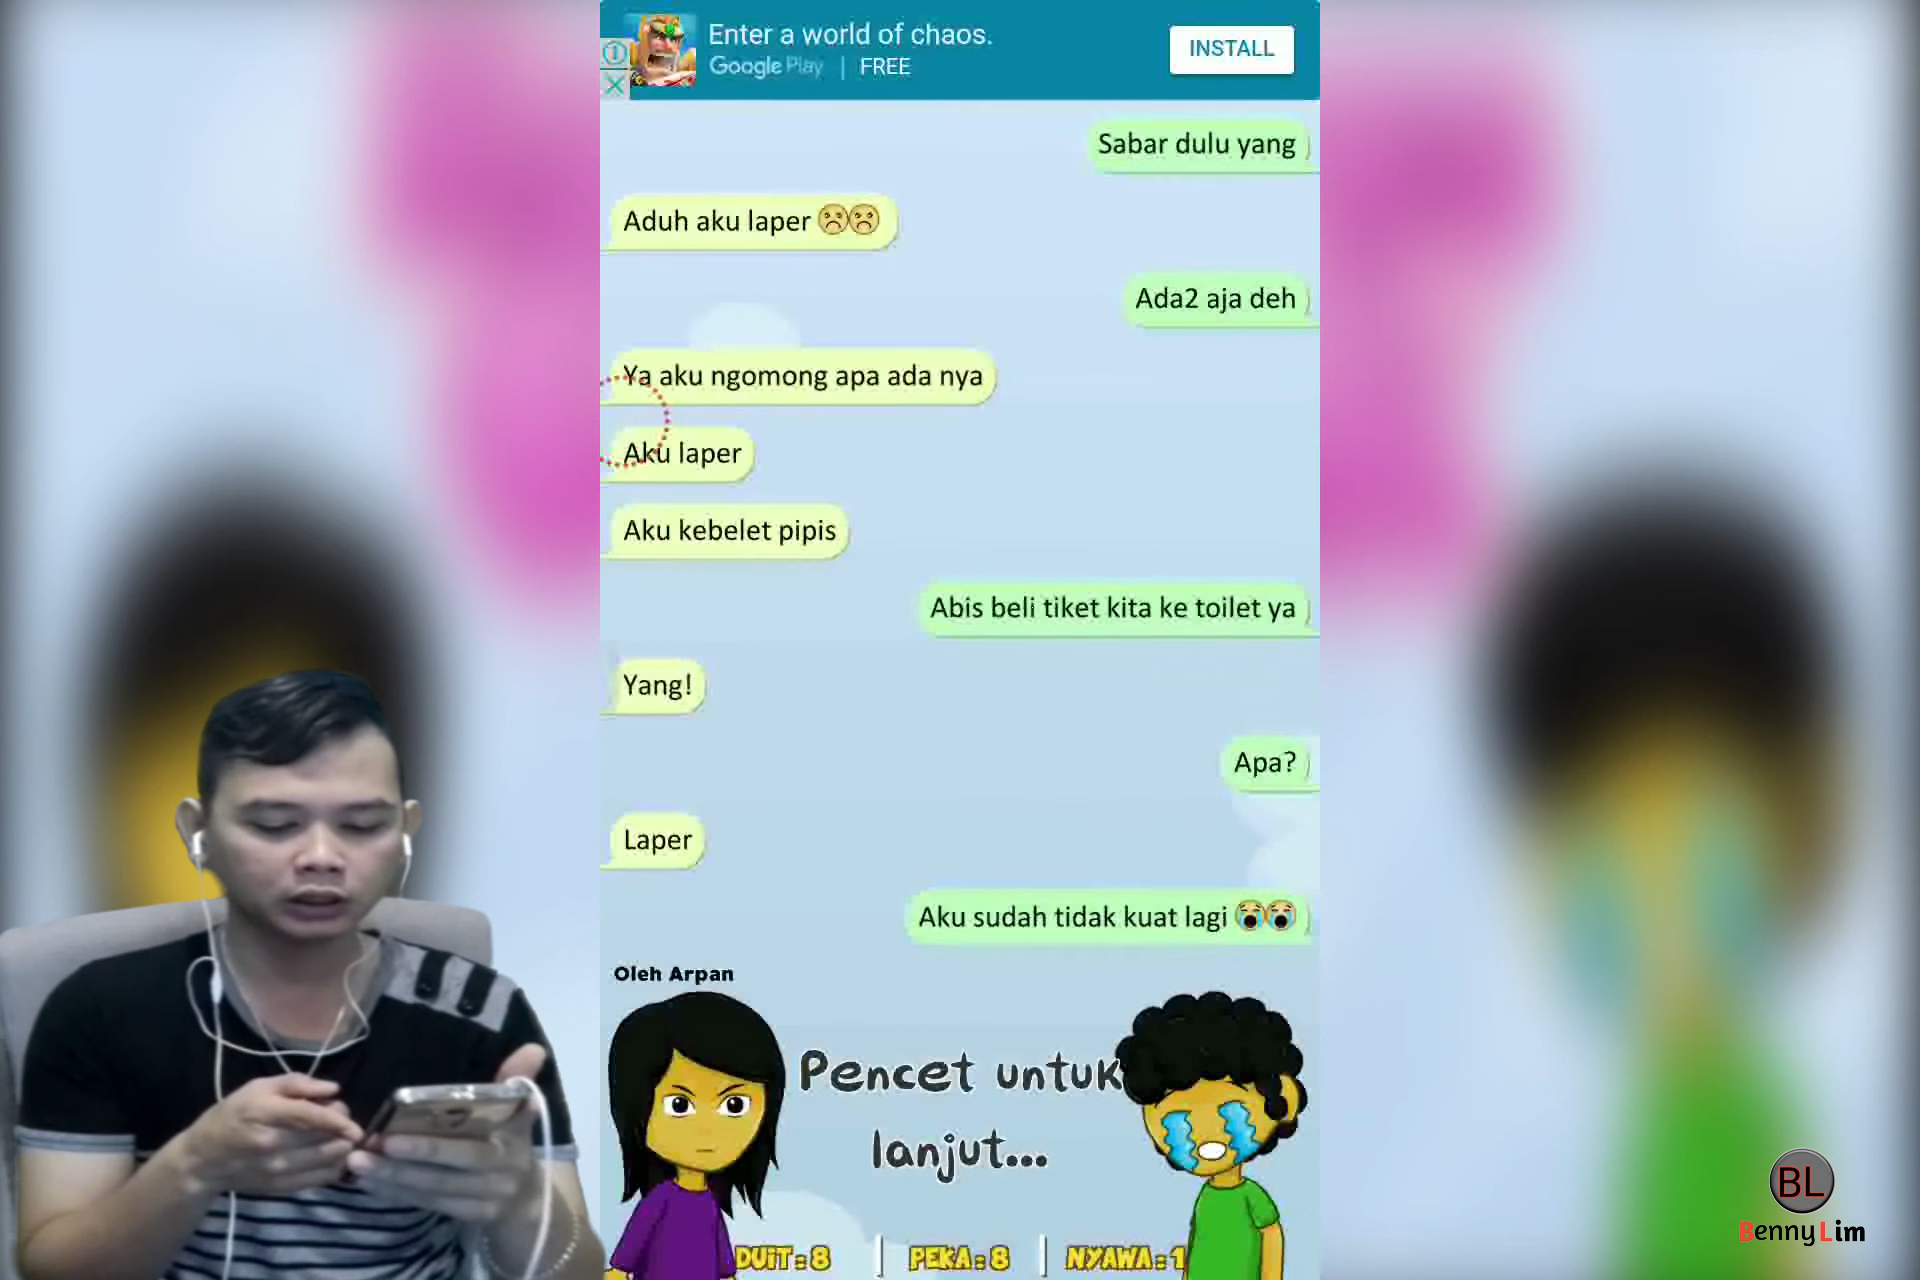 Enter a world of chaos.
Google Play | FREE
INSTALL
Sabar dulu yang
Aduh aku laper
Ada2 aja deh
Ya aku ngomong apa ada nya
Aku laper
Aku kebelet pipis
Abis beli tiket kita ke toilet ya
Yang!
Apa?
Laper
Aku sudah tidak kuat lagi
Oleh Arpan
Pencet untuk
lanjut...
DUIT: 8 | PEKA: 8 | NYAWA: 1
BL
Benny Lim